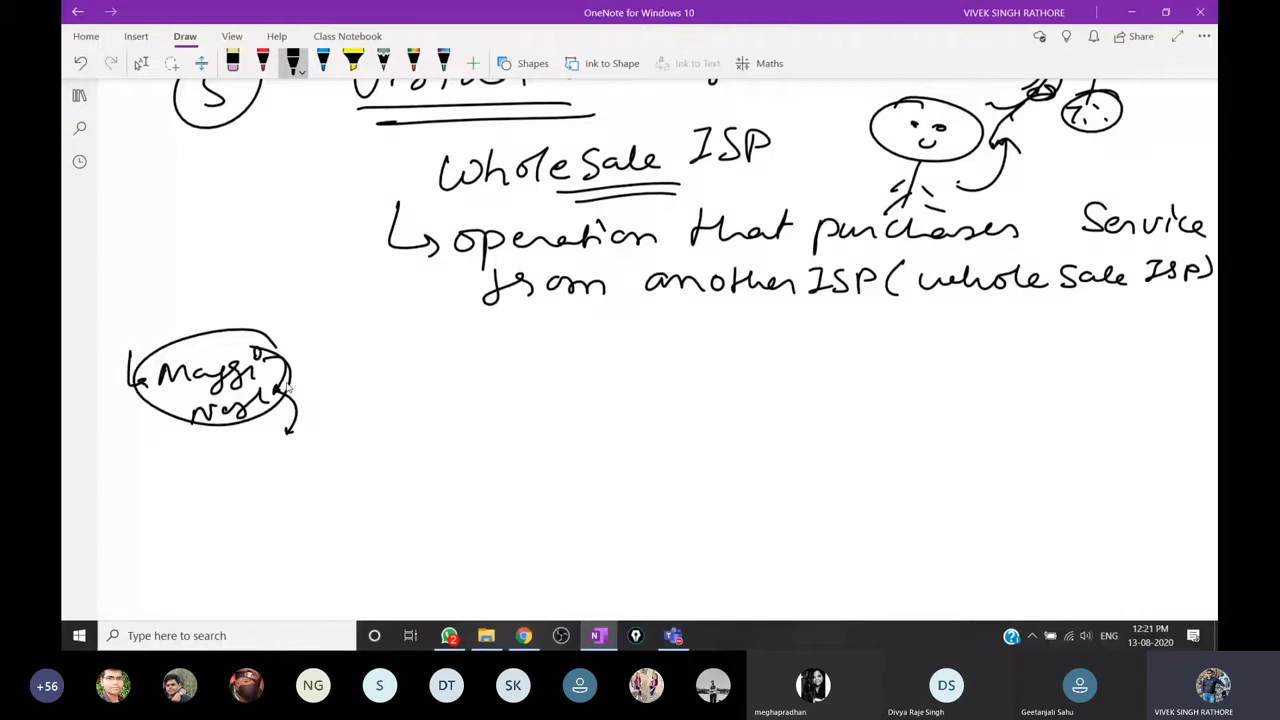 OneNote for Windows 10
VIVEK SINGH RATHORE
Home Insert Draw View Help Class Notebook
Share
Shapes Ink to Shape Ink to Text Maths
5
Wholesale ISP
operation that purchases Service
from another ISP (whole sale ISP)
Maggi
Type here to search
2
ENG
12:21 PM
13-08-2020
+56 NG S DT SK DS
meghapradhan Divya Raje Singh Geetanjali Sahu VIVEK SINGH RATHORE